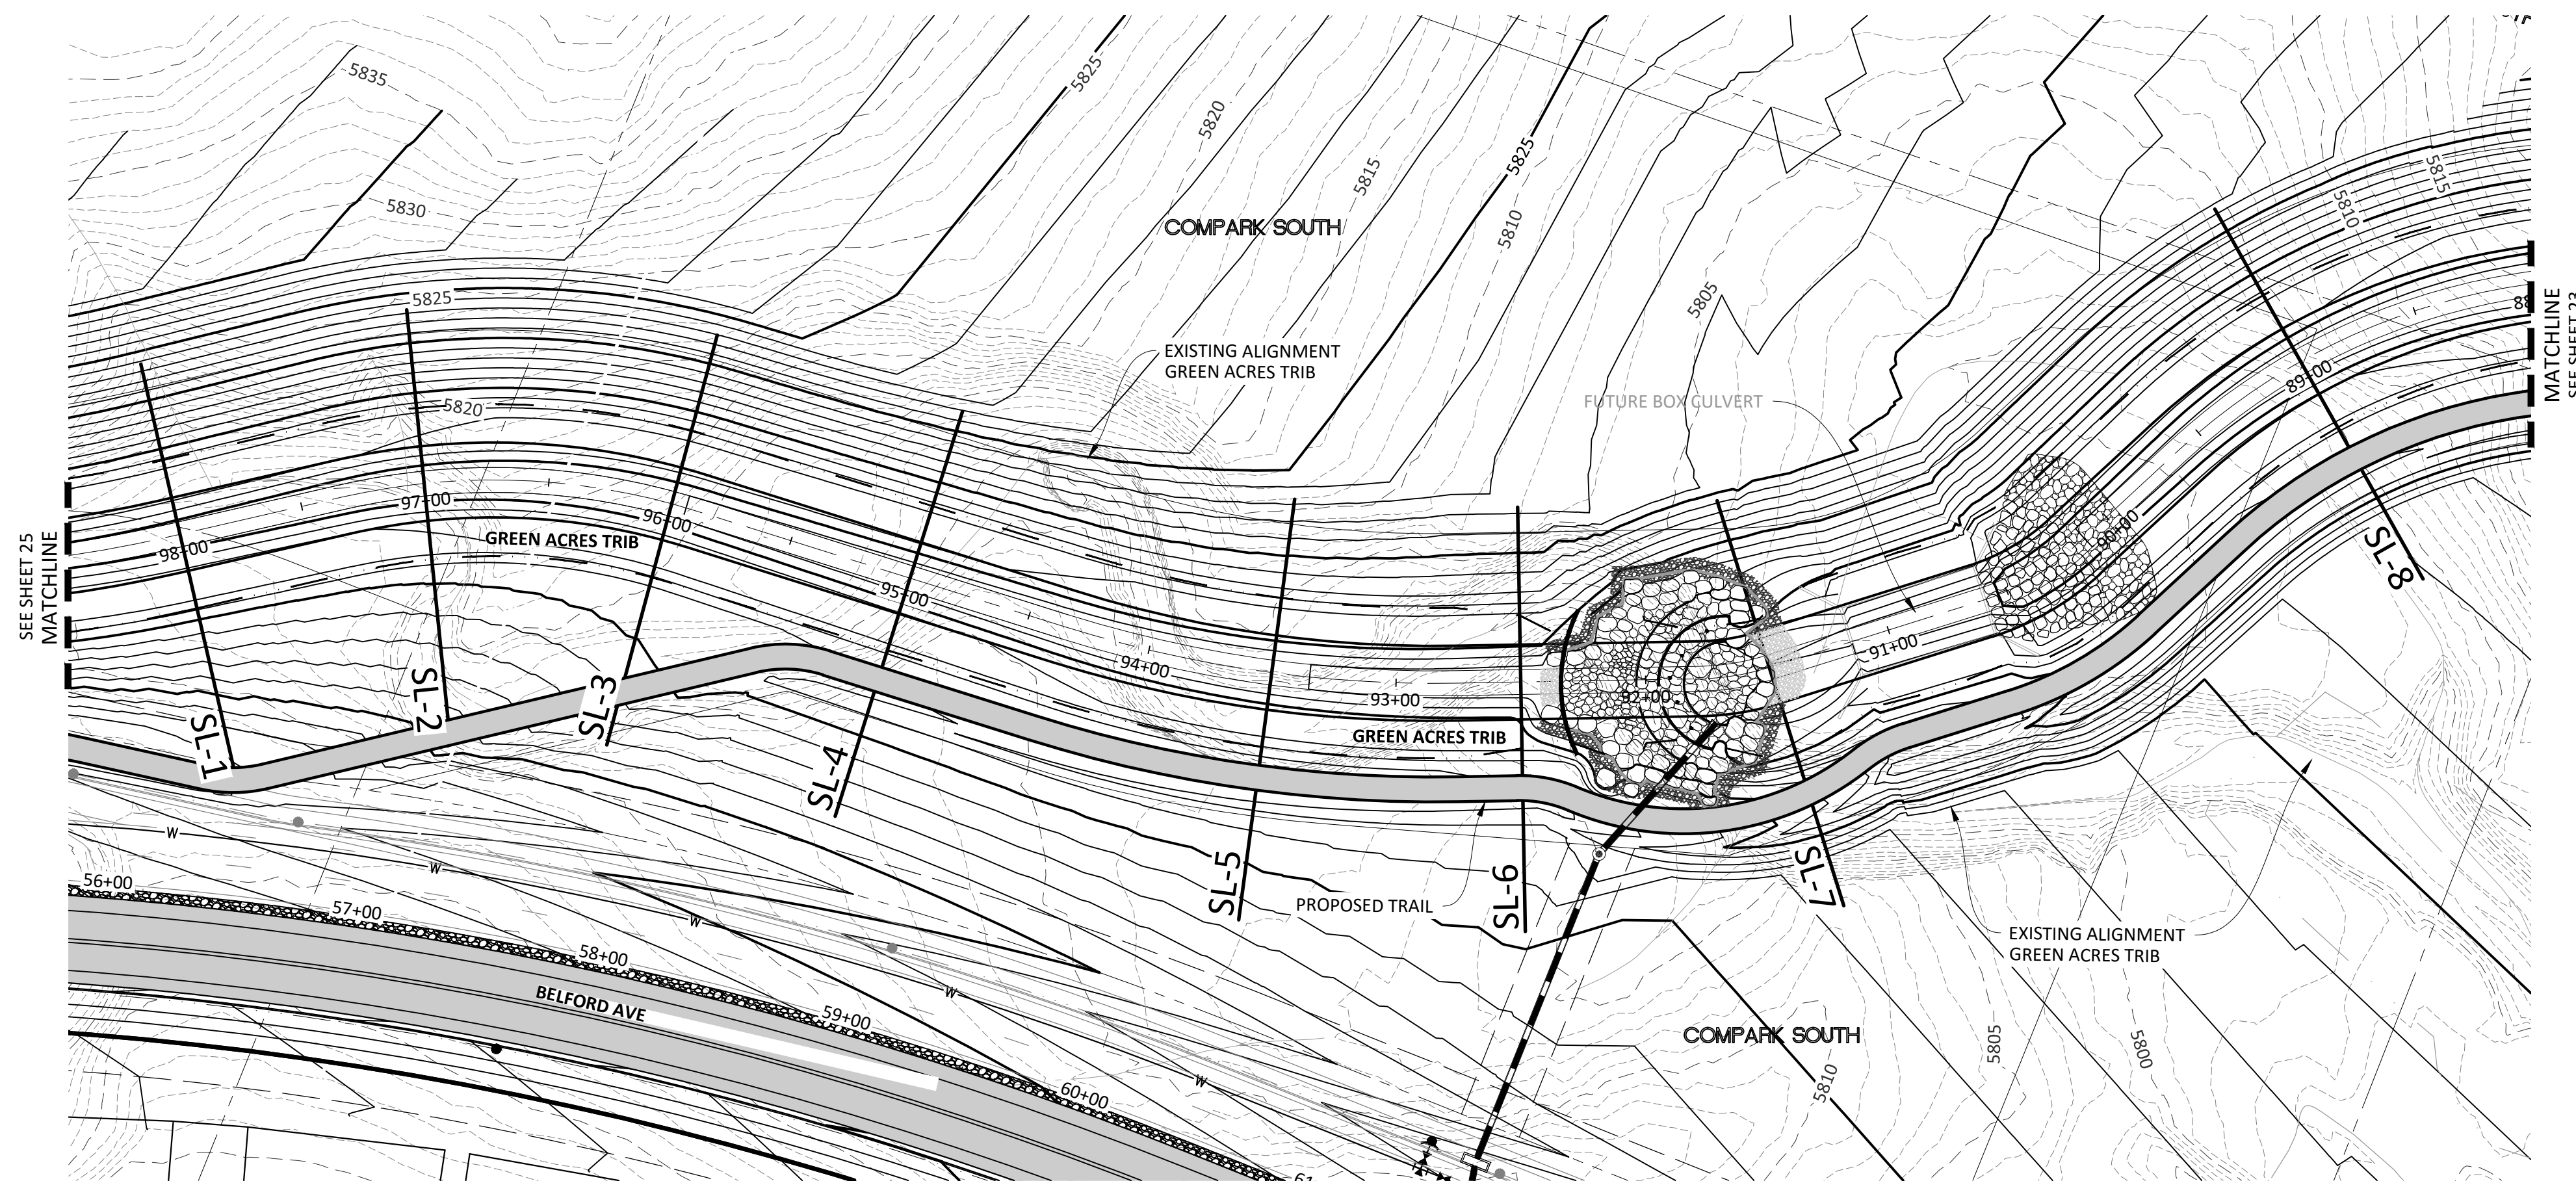 5835
5825
5820
5825
5815
5830
5810
COMPARK SOUTH
5815
5810
5825
5805
EXISTING ALIGNMENT
GREEN ACRES TRIB
FUTURE BOX CULVERT
5820
88
MATCHLINE
89+00
97+00
96+00
GREEN ACRES TRIB
98+00
90+00
SEE SHEET 25
MATCHLINE
95+00
94+00
91+00
93+00
92+00
GREEN ACRES TRIB
SL-1
SL-2
SL-3
SL-4
SL-5
SL-6
SL-7
SL-8
W
W
W
W
W
PROPOSED TRAIL
EXISTING ALIGNMENT
GREEN ACRES TRIB
56+00
57+00
58+00
59+00
60+00
61
BELFORD AVE
COMPARK SOUTH
5810
5805
5800